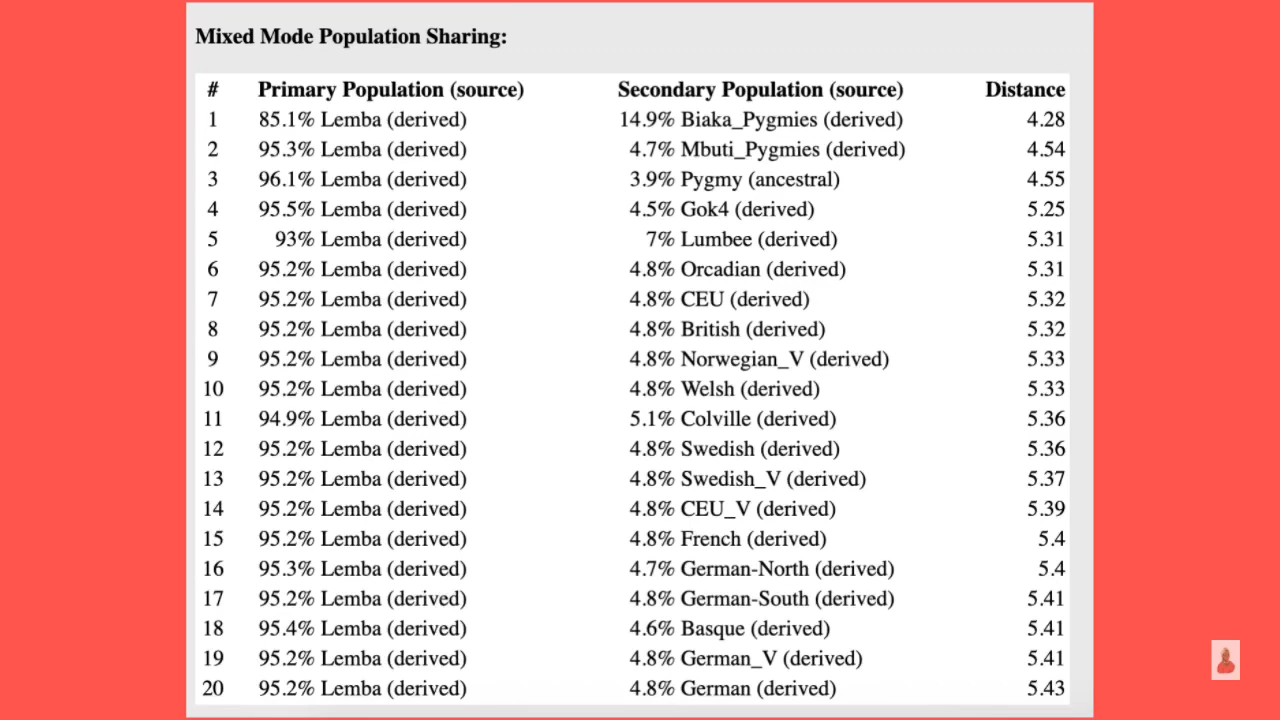 Mixed Mode Population Sharing:
# Primary Population (source) Secondary Population (source) Distance
1 85.1% Lemba (derived) 14.9% Biaka_Pygmies (derived) 4.28
2 95.3% Lemba (derived) 4.7% Mbuti_Pygmies (derived) 4.54
3 96.1% Lemba (derived) 3.9% Pygmy (ancestral) 4.55
4 95.5% Lemba (derived) 4.5% Gok4 (derived) 5.25
5 93% Lemba (derived) 7% Lumbee (derived) 5.31
6 95.2% Lemba (derived) 4.8% Orcadian (derived) 5.31
7 95.2% Lemba (derived) 4.8% CEU (derived) 5.32
8 95.2% Lemba (derived) 4.8% British (derived) 5.32
9 95.2% Lemba (derived) 4.8% Norwegian_V (derived) 5.33
10 95.2% Lemba (derived) 4.8% Welsh (derived) 5.33
11 94.9% Lemba (derived) 5.1% Colville (derived) 5.36
12 95.2% Lemba (derived) 4.8% Swedish (derived) 5.36
13 95.2% Lemba (derived) 4.8% Swedish_V (derived) 5.37
14 95.2% Lemba (derived) 4.8% CEU_V (derived) 5.39
15 95.2% Lemba (derived) 4.8% French (derived) 5.4
16 95.3% Lemba (derived) 4.7% German-North (derived) 5.4
17 95.2% Lemba (derived) 4.8% German-South (derived) 5.41
18 95.4% Lemba (derived) 4.6% Basque (derived) 5.41
19 95.2% Lemba (derived) 4.8% German_V (derived) 5.41
20 95.2% Lemba (derived) 4.8% German (derived) 5.43